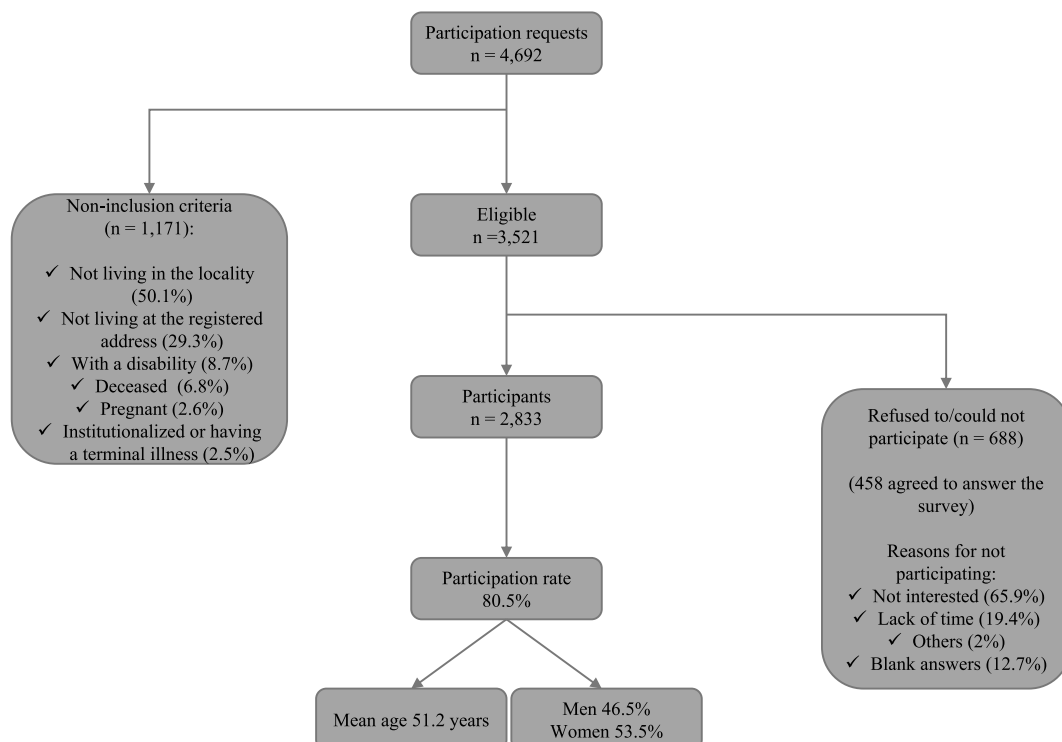 Participation requests
n = 4,692
Non-inclusion criteria
(n = 1,171):
✓ Not living in the locality
(50.1%)
✓ Not living at the registered
address (29.3%)
✓ With a disability (8.7%)
✓ Deceased (6.8%)
✓ Pregnant (2.6%)
✓ Institutionalized or having
a terminal illness (2.5%)
Eligible
n =3,521
Participants
n = 2,833
Refused to/could not
participate (n = 688)
(458 agreed to answer the
survey)
Reasons for not
participating:
✓ Not interested (65.9%)
✓ Lack of time (19.4%)
✓ Others (2%)
✓ Blank answers (12.7%)
Participation rate
80.5%
Mean age 51.2 years
Men 46.5%
Women 53.5%